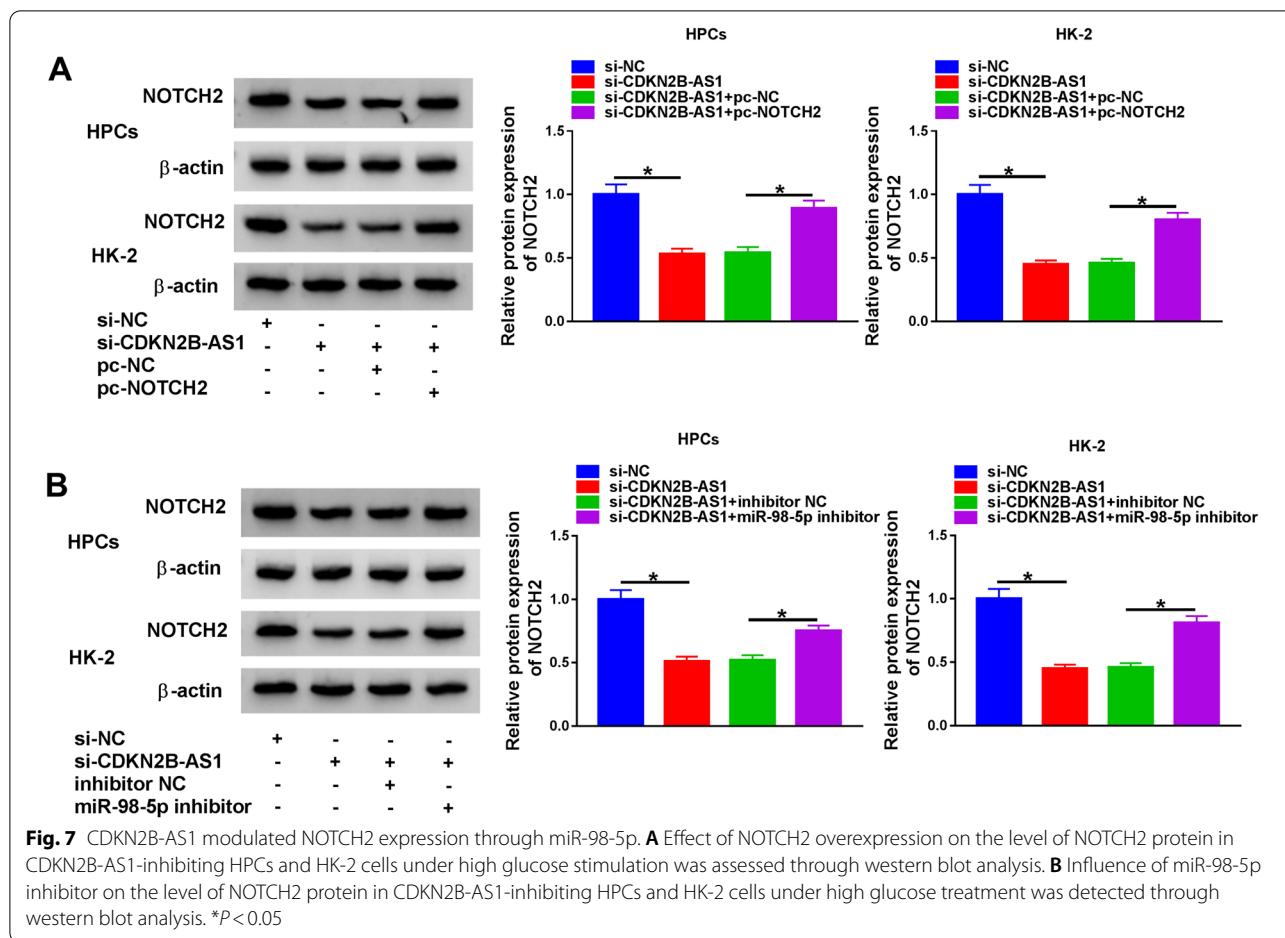 A
NOTCH2
HPCs
β-actin
NOTCH2
HK-2
β-actin
si-NC + - - -
si-CDKN2B-AS1 - + + +
pc-NC - - + -
pc-NOTCH2 - - - +
HPCs
si-NC
si-CDKN2B-AS1
si-CDKN2B-AS1+pc-NC
si-CDKN2B-AS1+pc-NOTCH2
Relative protein expression
of NOTCH2
1.5
1.0
0.5
0.0
*
*
HK-2
si-NC
si-CDKN2B-AS1
si-CDKN2B-AS1+pc-NC
si-CDKN2B-AS1+pc-NOTCH2
Relative protein expression
of NOTCH2
1.5
1.0
0.5
0.0
*
*
B
NOTCH2
HPCs
β-actin
NOTCH2
HK-2
β-actin
si-NC + - - -
si-CDKN2B-AS1 - + + +
inhibitor NC - - + -
miR-98-5p inhibitor - - - +
HPCs
si-NC
si-CDKN2B-AS1
si-CDKN2B-AS1+inhibitor NC
si-CDKN2B-AS1+miR-98-5p inhibitor
Relative protein expression
of NOTCH2
1.5
1.0
0.5
0.0
*
*
HK-2
si-NC
si-CDKN2B-AS1
si-CDKN2B-AS1+inhibitor NC
si-CDKN2B-AS1+miR-98-5p inhibitor
Relative protein expression
of NOTCH2
1.5
1.0
0.5
0.0
*
*
Fig. 7 CDKN2B-AS1 modulated NOTCH2 expression through miR-98-5p. A Effect of NOTCH2 overexpression on the level of NOTCH2 protein in
CDKN2B-AS1-inhibiting HPCs and HK-2 cells under high glucose stimulation was assessed through western blot analysis. B Influence of miR-98-5p
inhibitor on the level of NOTCH2 protein in CDKN2B-AS1-inhibiting HPCs and HK-2 cells under high glucose treatment was detected through
western blot analysis. *P < 0.05